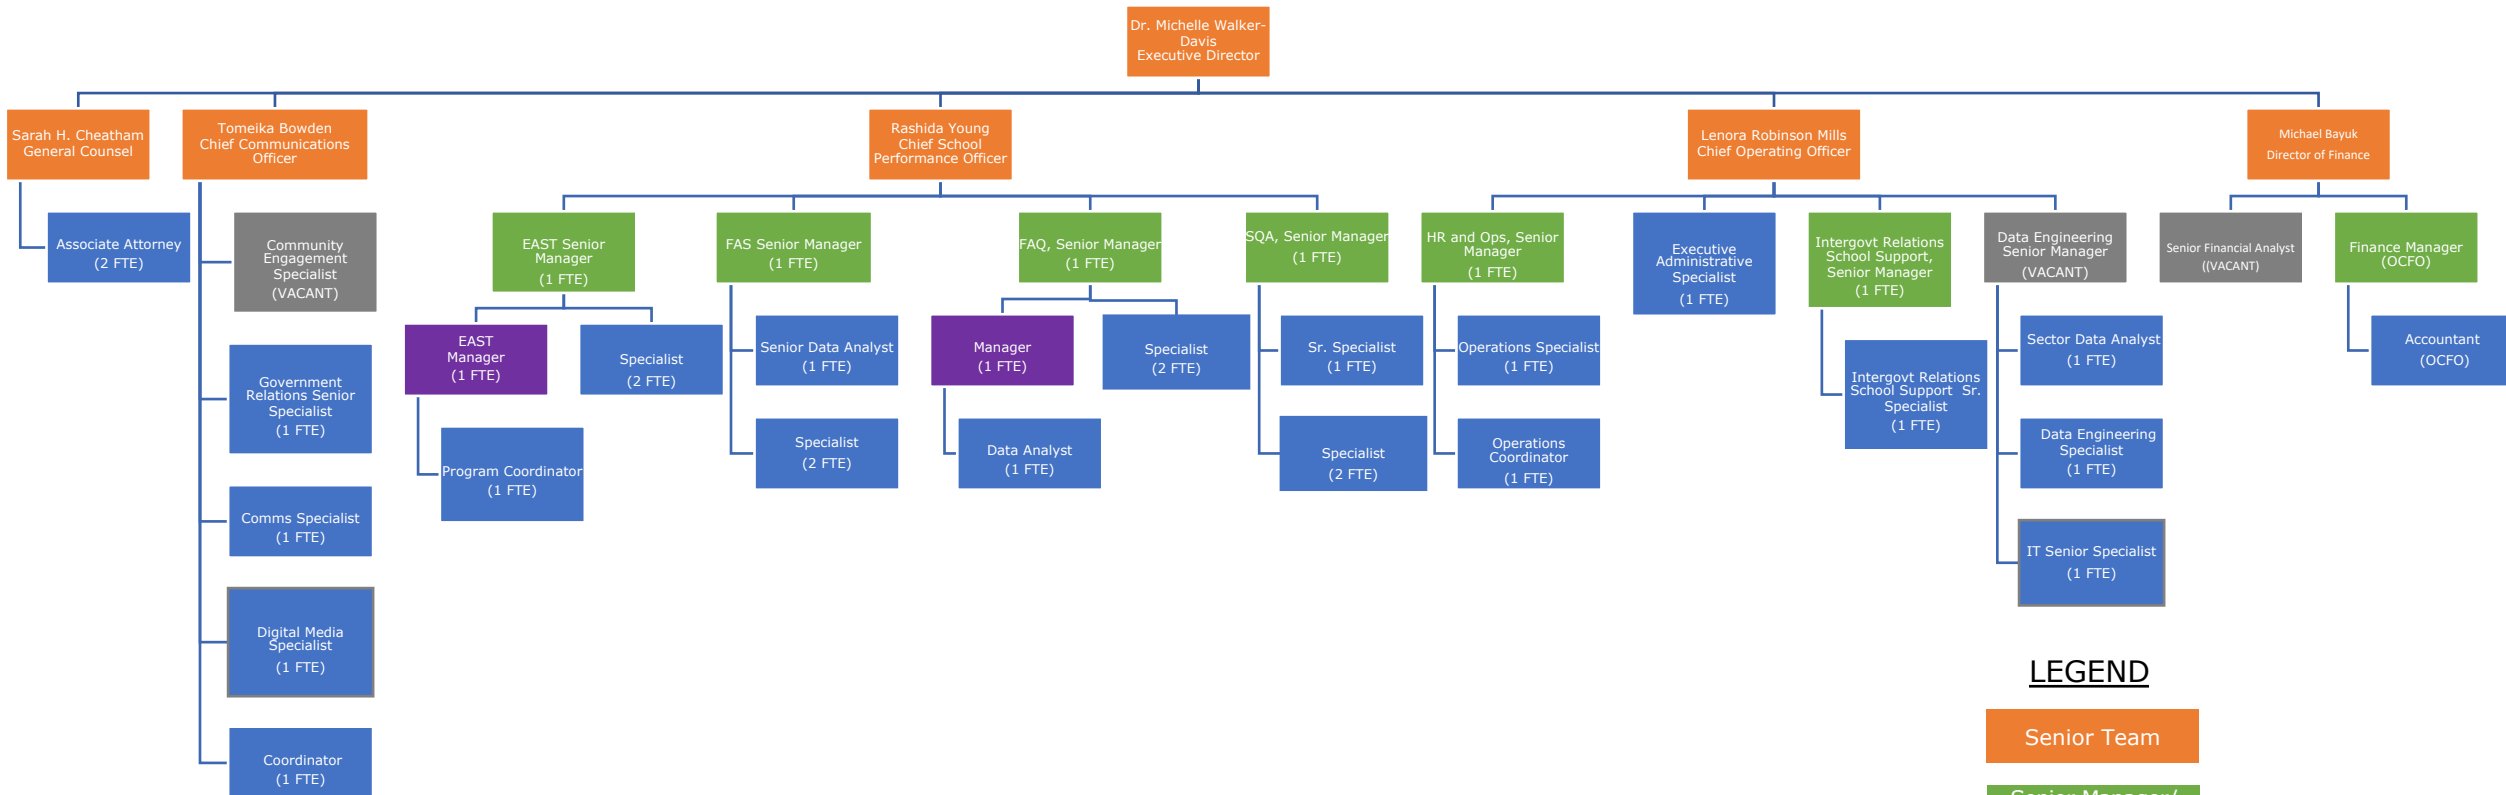 Dr. Michelle Walker-
Davis
Executive Director
Sarah H. Cheatham
General Counsel
Tomeika Bowden
Chief Communications
Officer
Rashida Young
Chief School
Performance Officer
Lenora Robinson Mills
Chief Operating Officer
Michael Bayuk
Director of Finance
Associate Attorney
(2 FTE)
Community
Engagement
Specialist
(VACANT)
EAST Senior
Manager
(1 FTE)
FAS Senior Manager
(1 FTE)
FAQ, Senior Manager
(1 FTE)
SQA, Senior Manager
(1 FTE)
HR and Ops, Senior
Manager
(1 FTE)
Executive
Administrative
Specialist
(1 FTE)
Intergovt Relations
School Support,
Senior Manager
(1 FTE)
Data Engineering
Senior Manager
(VACANT)
Senior Financial Analyst
((VACANT)
Finance Manager
(OCFO)
Government
Relations Senior
Specialist
(1 FTE)
EAST
Manager
(1 FTE)
Specialist
(2 FTE)
Senior Data Analyst
(1 FTE)
Manager
(1 FTE)
Specialist
(2 FTE)
Sr. Specialist
(1 FTE)
Operations Specialist
(1 FTE)
Intergovt Relations
School Support Sr.
Specialist
(1 FTE)
Sector Data Analyst
(1 FTE)
Accountant
(OCFO)
Program Coordinator
(1 FTE)
Specialist
(2 FTE)
Data Analyst
(1 FTE)
Specialist
(2 FTE)
Operations
Coordinator
(1 FTE)
Data Engineering
Specialist
(1 FTE)
Comms Specialist
(1 FTE)
IT Senior Specialist
(1 FTE)
Digital Media
Specialist
(1 FTE)
Coordinator
(1 FTE)
LEGEND
Senior Team
Senior Manager/